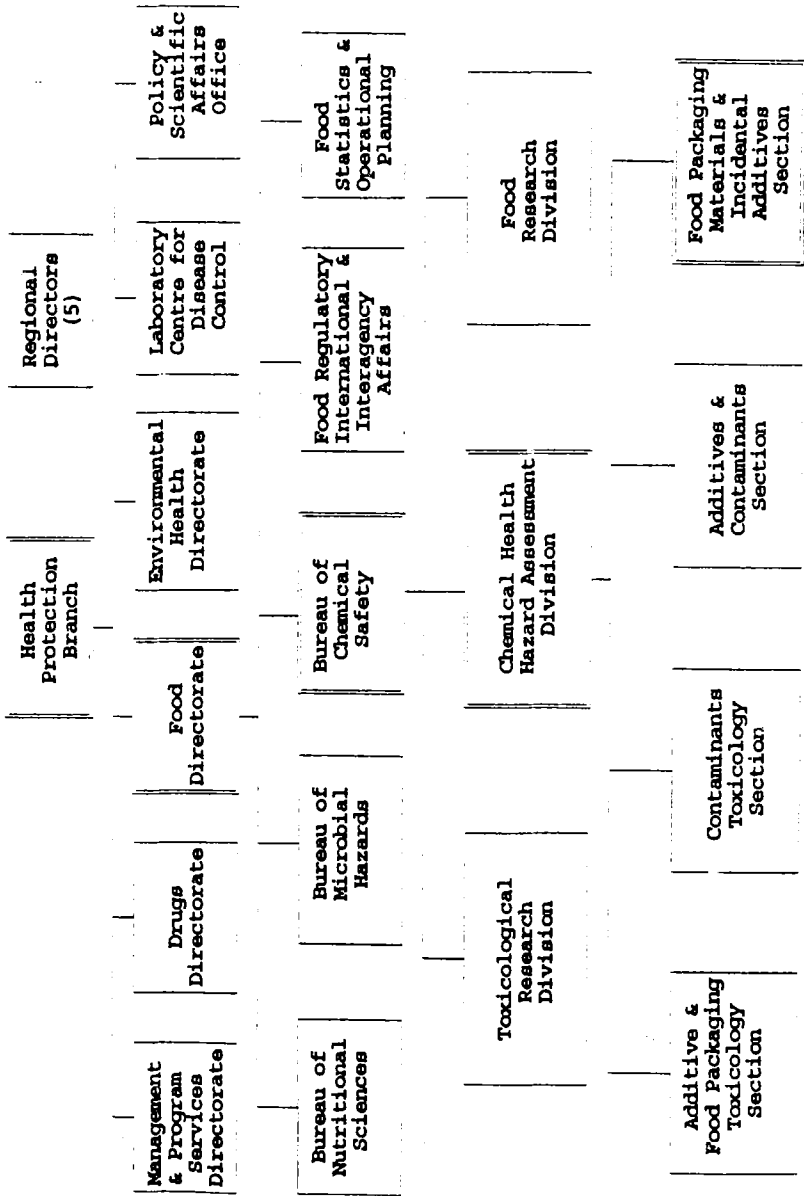 Health
Protection
Branch
Regional
Directors
(5)
Management
& Program
Services
Directorate
Drugs
Directorate
Food
Directorate
Environmental
Health
Directorate
Laboratory
Centre for
Disease
Control
Policy &
Scientific
Affairs
Office
Bureau of
Nutritional
Sciences
Bureau of
Microbial
Hazards
Bureau of
Chemical
Safety
Food Regulatory
International &
Interagency
Affairs
Food
Statistics &
Operational
Planning
Toxicological
Research
Division
Chemical Health
Hazard Assessment
Division
Food
Research
Division
Additive &
Food Packaging
Toxicology
Section
Contaminants
Toxicology
Section
Additives &
Contaminants
Section
Food Packaging
Materials &
Incidental
Additives
Section